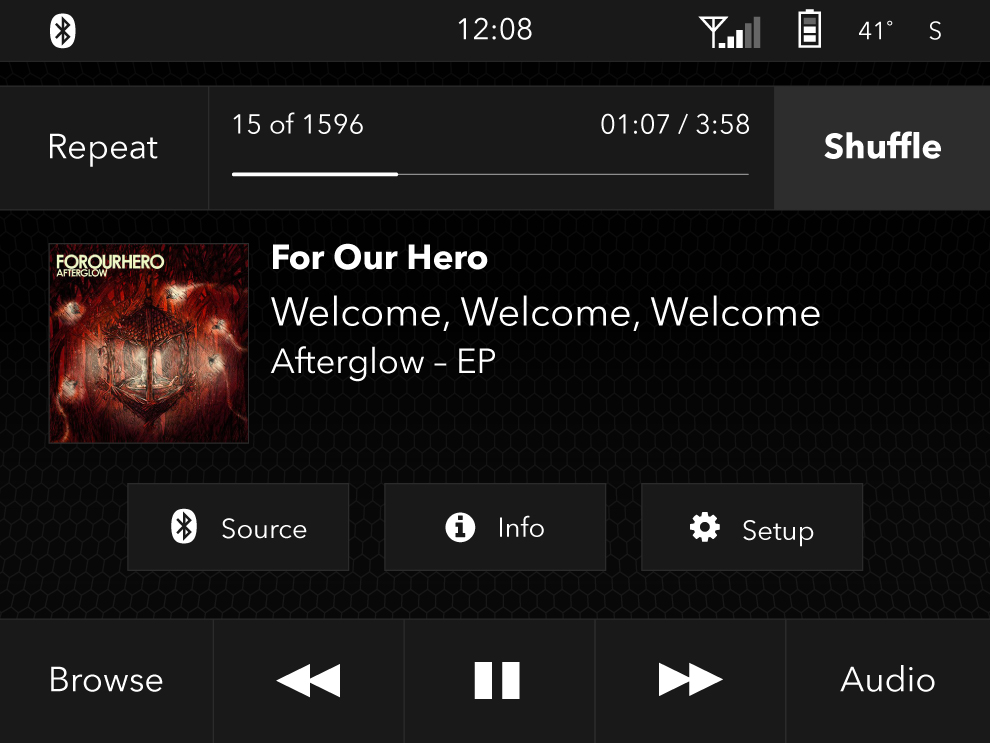 12:08
41° S
Repeat
15 of 1596
01:07 / 3:58
Shuffle
FOROURHERO
AFTERGLOW
For Our Hero
Welcome, Welcome, Welcome
Afterglow – EP
Source
Info
Setup
Browse
Audio